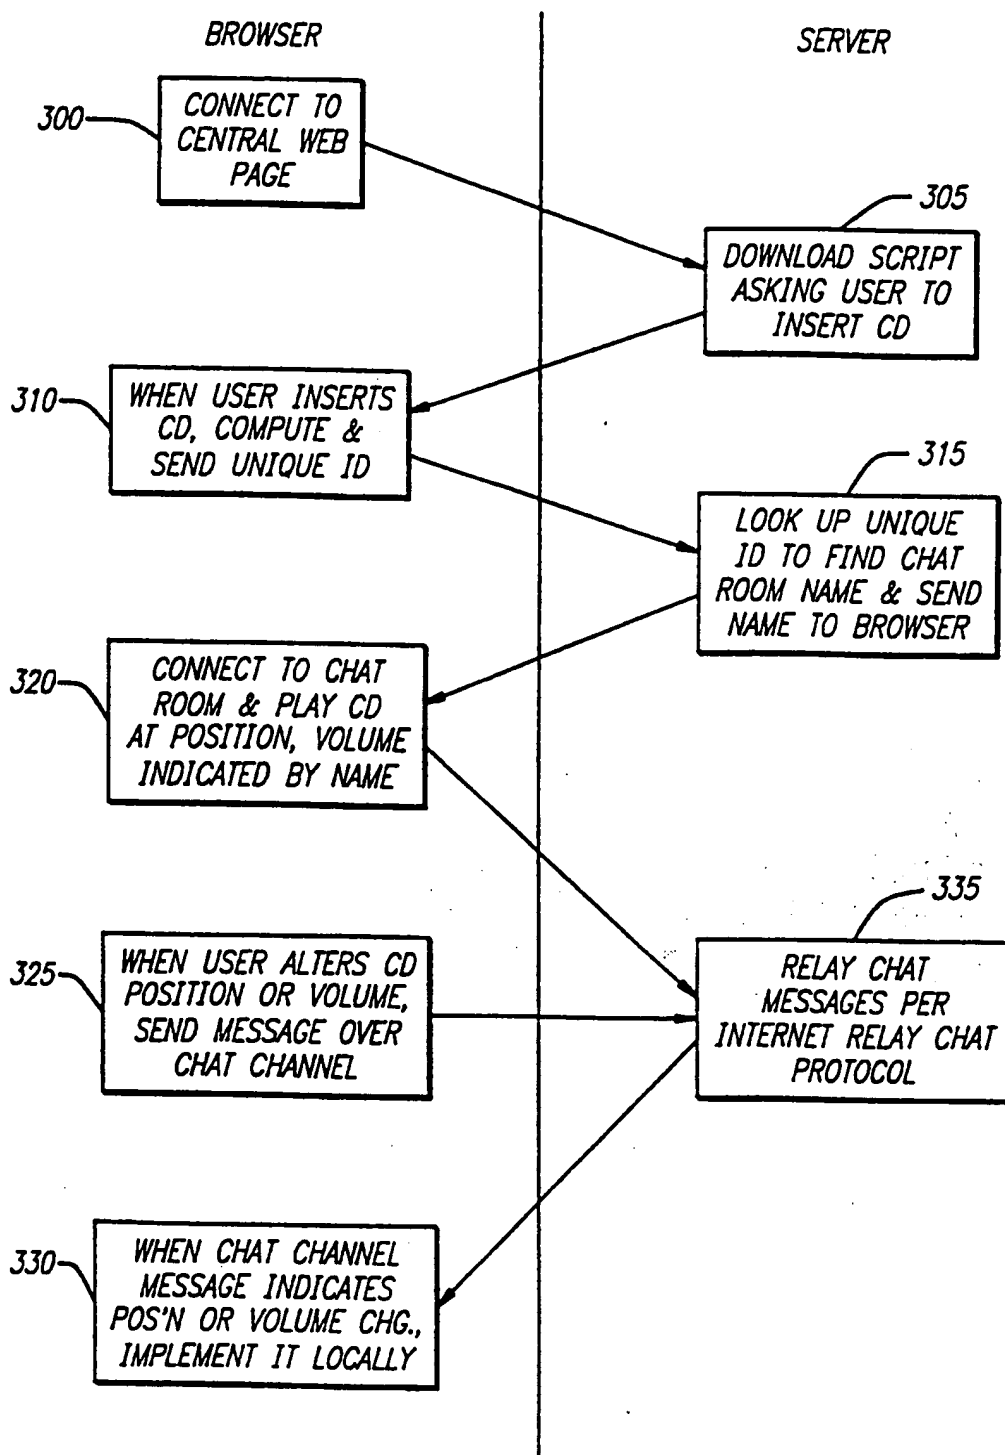 BROWSER
SERVER
300
CONNECT TO
CENTRAL WEB
PAGE
305
DOWNLOAD SCRIPT
ASKING USER TO
INSERT CD
310
WHEN USER INSERTS
CD, COMPUTE &
SEND UNIQUE ID
315
LOOK UP UNIQUE
ID TO FIND CHAT
ROOM NAME & SEND
NAME TO BROWSER
320
CONNECT TO CHAT
ROOM & PLAY CD
AT POSITION, VOLUME
INDICATED BY NAME
325
WHEN USER ALTERS CD
POSITION OR VOLUME,
SEND MESSAGE OVER
CHAT CHANNEL
335
RELAY CHAT
MESSAGES PER
INTERNET RELAY CHAT
PROTOCOL
330
WHEN CHAT CHANNEL
MESSAGE INDICATES
POS'N OR VOLUME CHG.,
IMPLEMENT IT LOCALLY